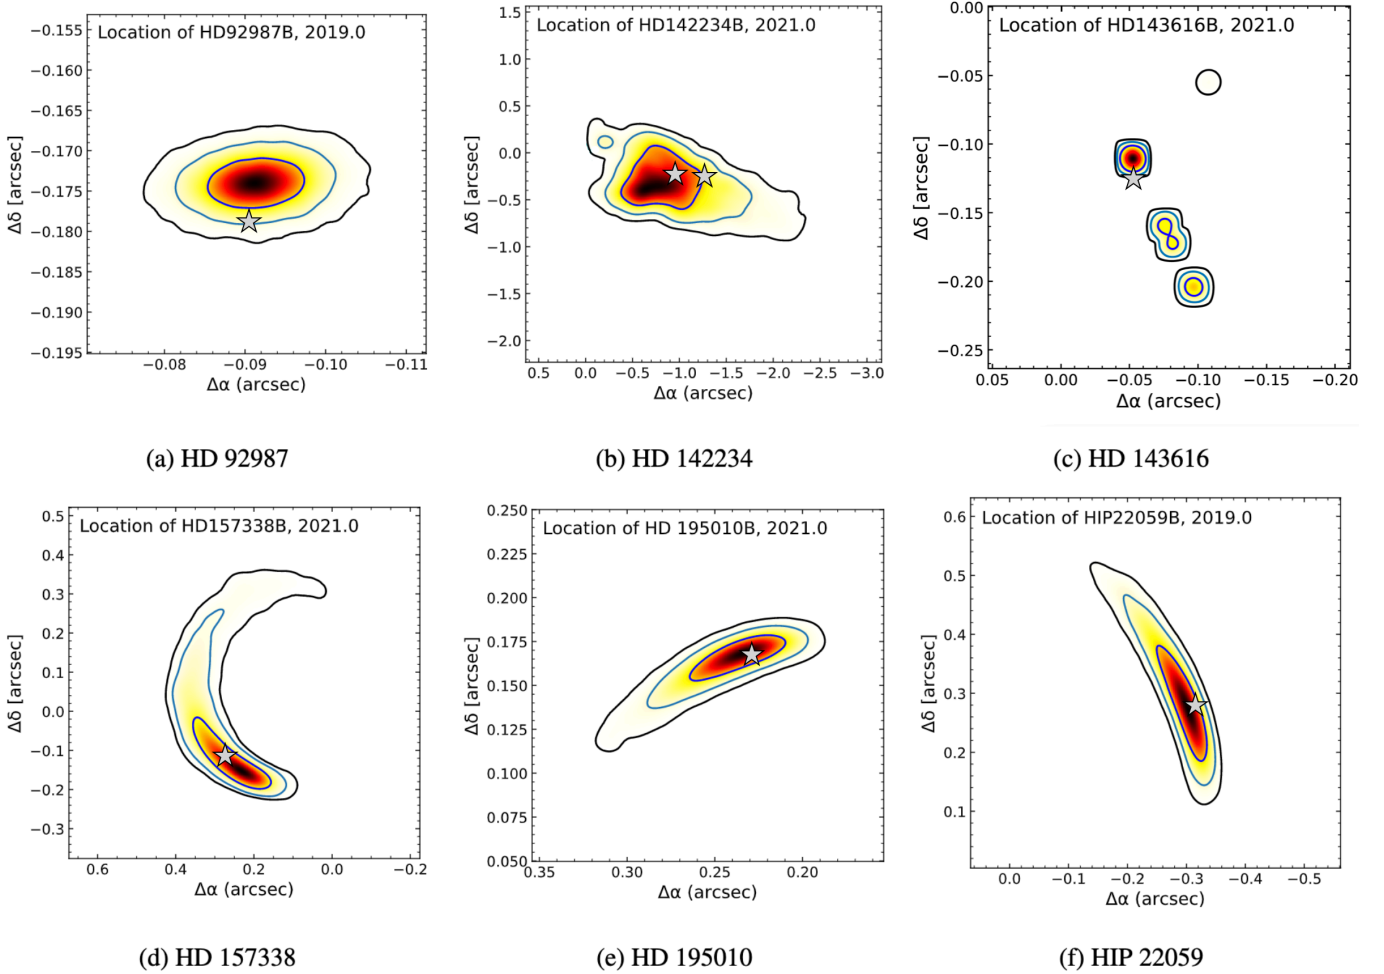 Location of HD92987B, 2019.0
−0.155
−0.160
−0.165
−0.170
−0.175
−0.180
−0.185
−0.190
−0.195
Δδ [arcsec]
−0.08 −0.09 −0.10 −0.11
Δα (arcsec)
(a) HD 92987
Location of HD142234B, 2021.0
1.5
1.0
0.5
0.0
−0.5
−1.0
−1.5
−2.0
Δδ [arcsec]
0.5 0.0 −0.5 −1.0 −1.5 −2.0 −2.5 −3.0
Δα (arcsec)
(b) HD 142234
Location of HD143616B, 2021.0
0.00
−0.05
−0.10
−0.15
−0.20
−0.25
Δδ [arcsec]
0.05 0.00 −0.05 −0.10 −0.15 −0.20
Δα (arcsec)
(c) HD 143616
Location of HD157338B, 2021.0
0.5
0.4
0.3
0.2
0.1
0.0
−0.1
−0.2
−0.3
Δδ [arcsec]
0.6 0.4 0.2 0.0 −0.2
Δα (arcsec)
(d) HD 157338
Location of HD 195010B, 2021.0
0.250
0.225
0.200
0.175
0.150
0.125
0.100
0.075
0.050
Δδ [arcsec]
0.35 0.30 0.25 0.20
Δα (arcsec)
(e) HD 195010
Location of HIP22059B, 2019.0
0.6
0.5
0.4
0.3
0.2
0.1
Δδ [arcsec]
0.0 −0.1 −0.2 −0.3 −0.4 −0.5
Δα (arcsec)
(f) HIP 22059